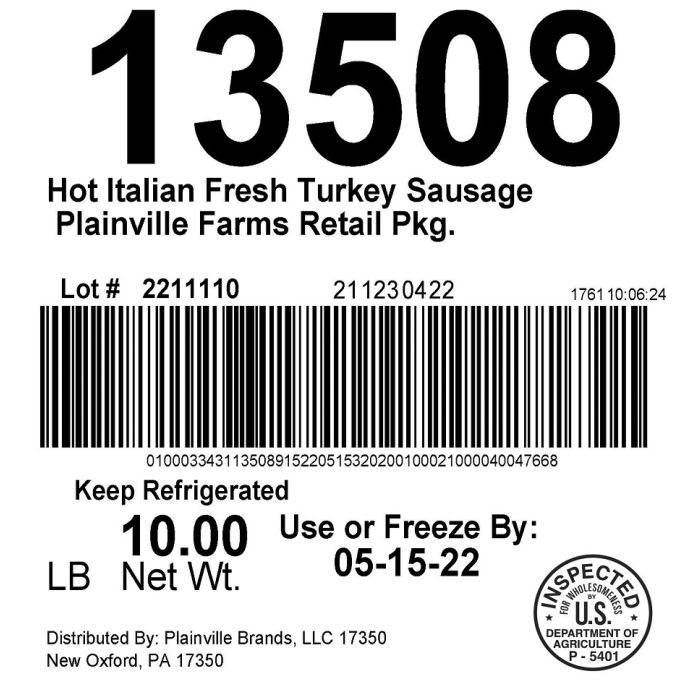 13508
Hot Italian Fresh Turkey Sausage
Plainville Farms Retail Pkg.
Lot # 2211110 211230422 1761 10:06:24
010003343113508915220515320200100021000040047668
Keep Refrigerated
10.00
LB Net Wt.
Use or Freeze By:
05-15-22
Distributed By: Plainville Brands, LLC 17350
New Oxford, PA 17350
INSPECTED
FOR WHOLESOMENESS
BY
U.S.
DEPARTMENT OF
AGRICULTURE
P - 5401